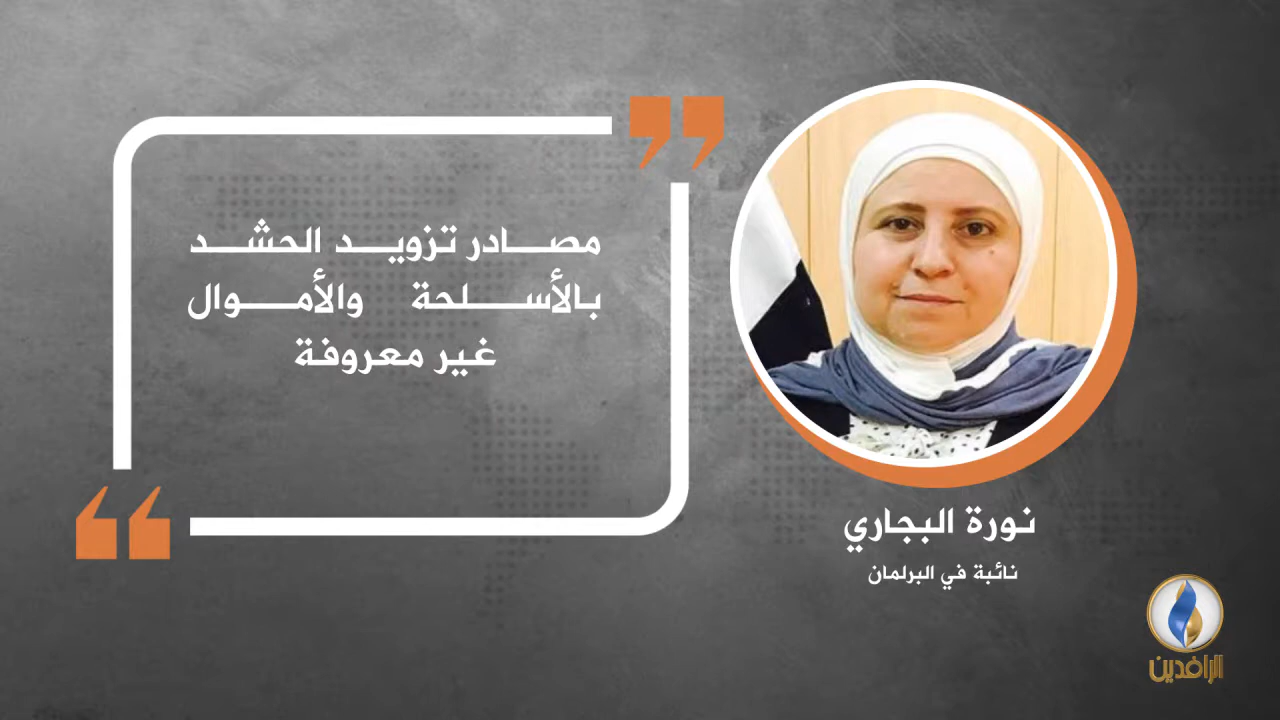 مصادر تزويد الحشد
بالأسلحة والأموال
غير معروفة
نورة البجاري
نائبة في البرلمان
الرافدين